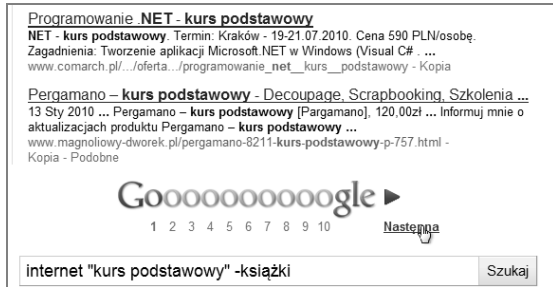 Programowanie .NET - kurs podstawowy
NET - kurs podstawowy. Termin: Kraków - 19-21.07.2010. Cena 590 PLN/osobę.
Zagadnienia: Tworzenie aplikacji Microsoft.NET w Windows (Visual C# . ...
www.comarch.pl/.../oferta.../programowanie_net__kurs__podstawowy - Kopia
Pergamano – kurs podstawowy - Decoupage, Scrapbooking, Szkolenia ...
13 Sty 2010 ... Pergamano – kurs podstawowy [Pargamano], 120,00zł ... Informuj mnie o
aktualizacjach produktu Pergamano – kurs podstawowy ...
www.magnoliowy-dworek.pl/pergamano-8211-kurs-podstawowy-p-757.html -
Kopia - Podobne
Goooooooooogle
1 2 3 4 5 6 7 8 9 10 Następna
internet "kurs podstawowy" -książki Szukaj